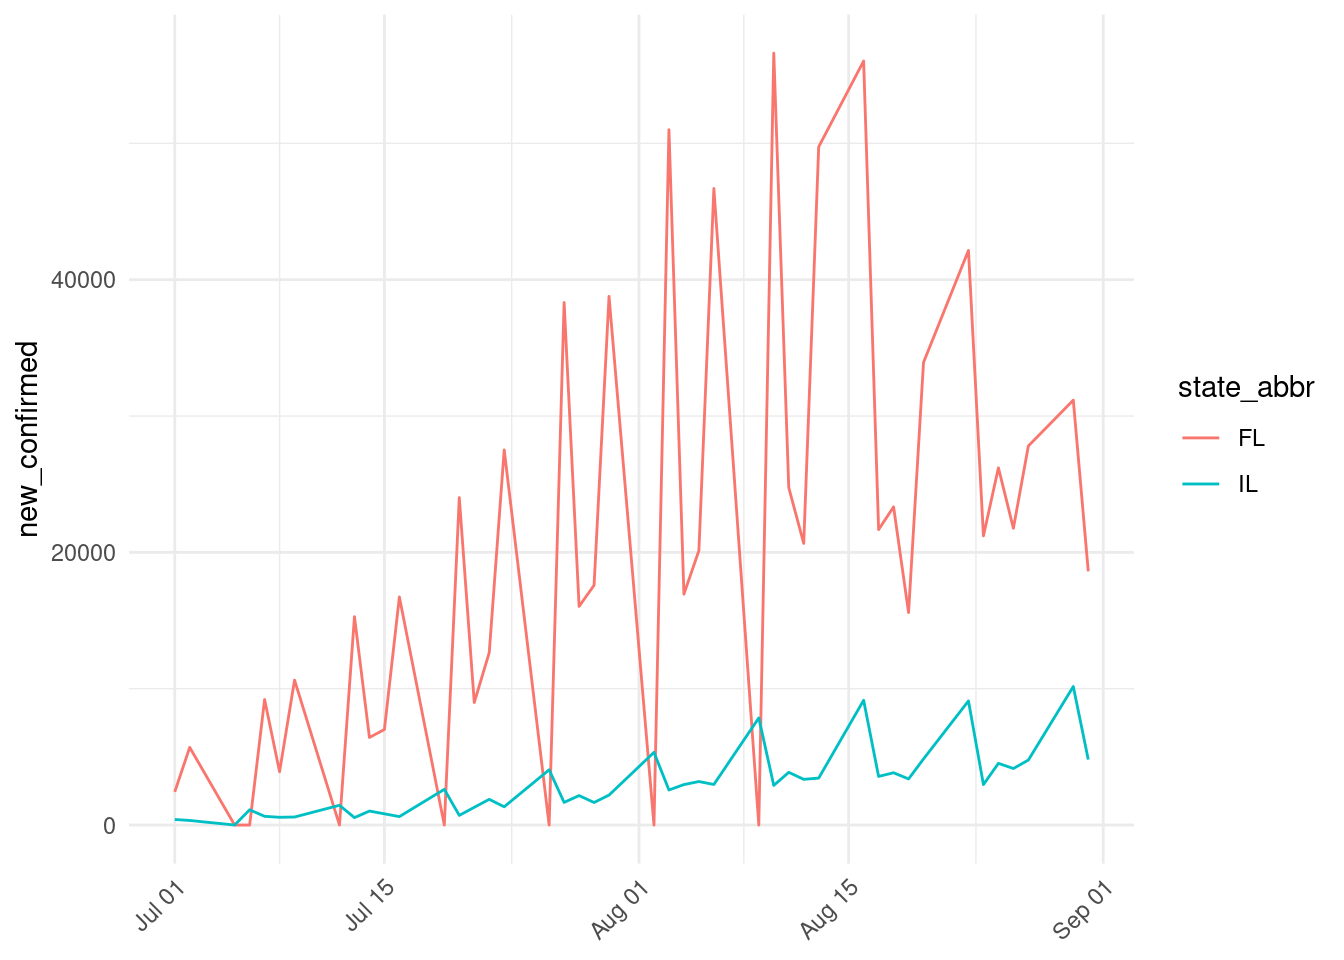 new_confirmed
40000
20000
0
Jul 01
Jul 15
Aug 01
Aug 15
Sep 01
state_abbr
FL
IL